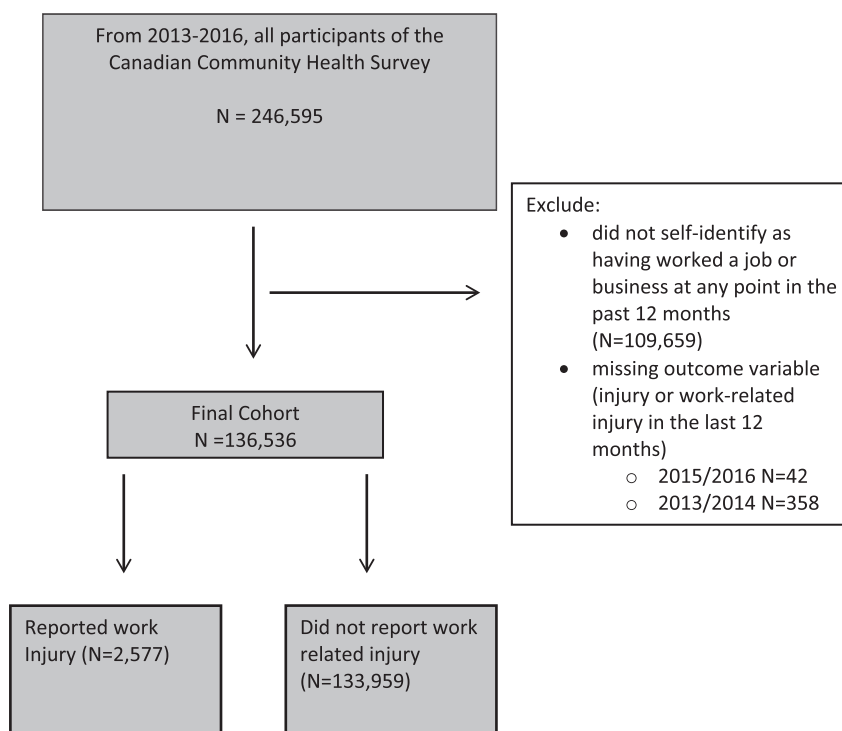 From 2013-2016, all participants of the
Canadian Community Health Survey
N = 246,595
Exclude:
• did not self-identify as
having worked a job or
business at any point in the
past 12 months
(N=109,659)
• missing outcome variable
(injury or work-related
injury in the last 12
months)
o 2015/2016 N=42
o 2013/2014 N=358
Final Cohort
N =136,536
Reported work
Injury (N=2,577)
Did not report work
related injury
(N=133,959)